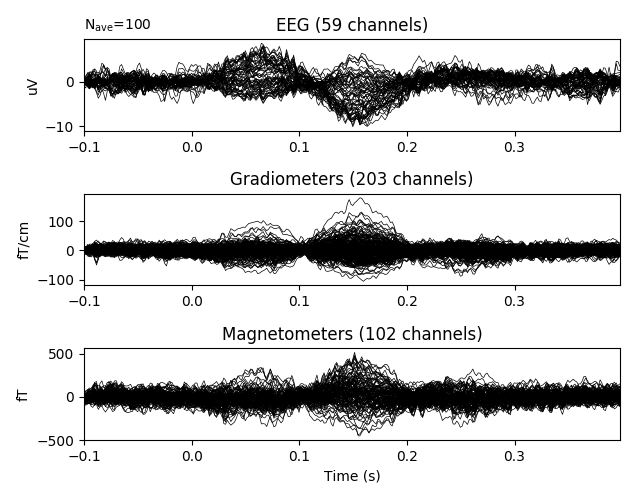 N_ave=100
EEG (59 channels)
uV
0
−10
−0.1 0.0 0.1 0.2 0.3
Gradiometers (203 channels)
fT/cm
100
0
−100
−0.1 0.0 0.1 0.2 0.3
Magnetometers (102 channels)
fT
500
0
−500
−0.1 0.0 0.1 0.2 0.3
Time (s)